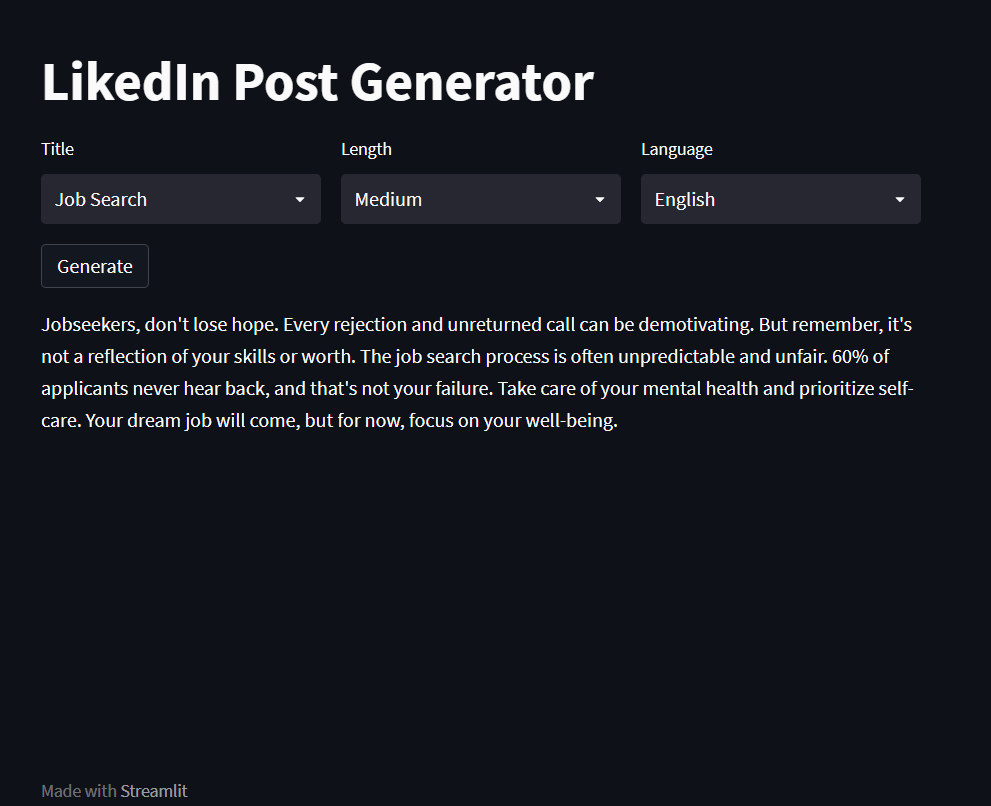 LikedIn Post Generator
Title Length Language
Job Search Medium English
Generate
Jobseekers, don't lose hope. Every rejection and unreturned call can be demotivating. But remember, it's
not a reflection of your skills or worth. The job search process is often unpredictable and unfair. 60% of
applicants never hear back, and that's not your failure. Take care of your mental health and prioritize self-
care. Your dream job will come, but for now, focus on your well-being.
Made with Streamlit